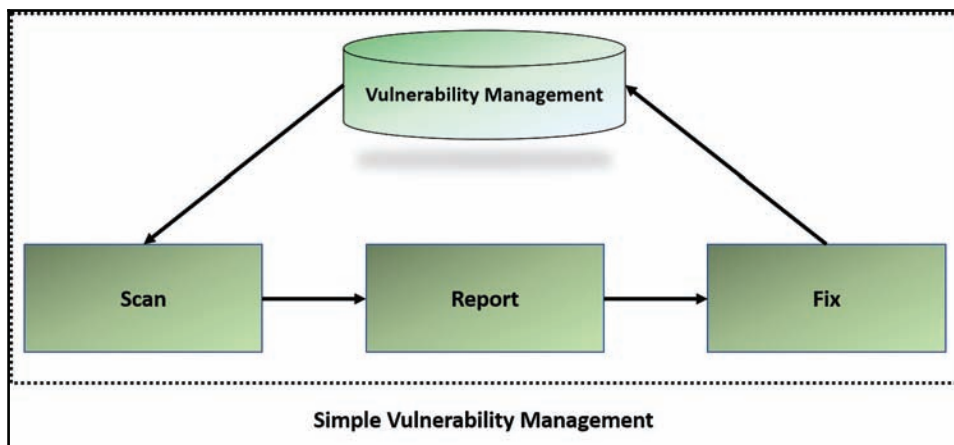 Vulnerability Management
Scan
Report
Fix
Simple Vulnerability Management